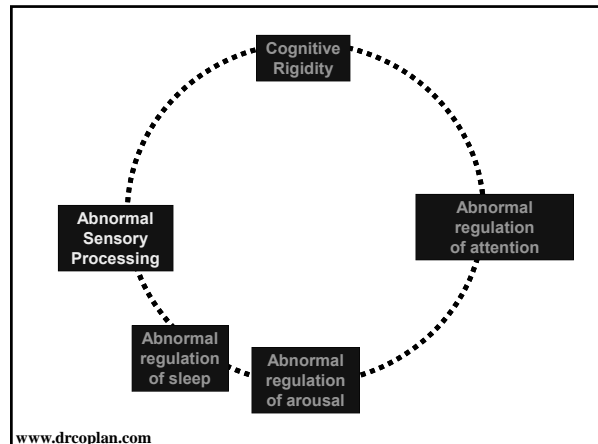 Cognitive
Rigidity
Abnormal
regulation
of attention
Abnormal
Sensory
Processing
Abnormal
regulation
of sleep
Abnormal
regulation
of arousal
www.drcoplan.com